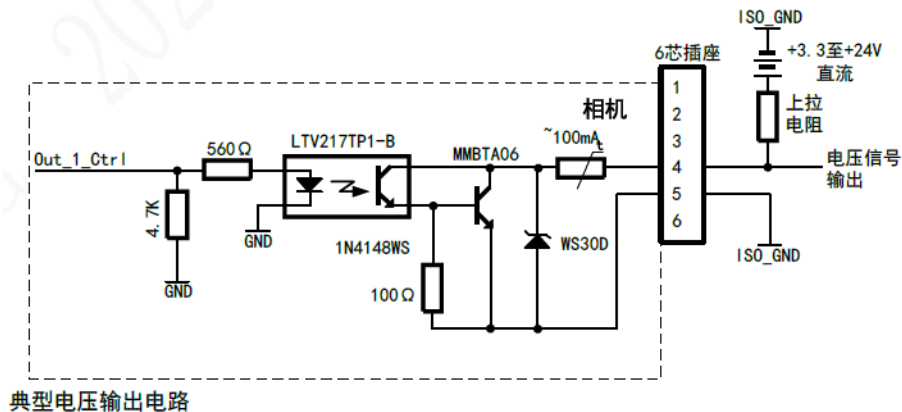 ISO_GND
6芯插座
+3.3至+24V
直流
1
上拉
电阻
2
相机
3
~100mA
t
LTV217TP1-B
560Ω
MMBTA06
Out_1_Ctrl
4
电压信号
输出
5
4.7K
6
GND
1N4148WS
WS30D
ISO_GND
GND
100Ω
典型电压输出电路